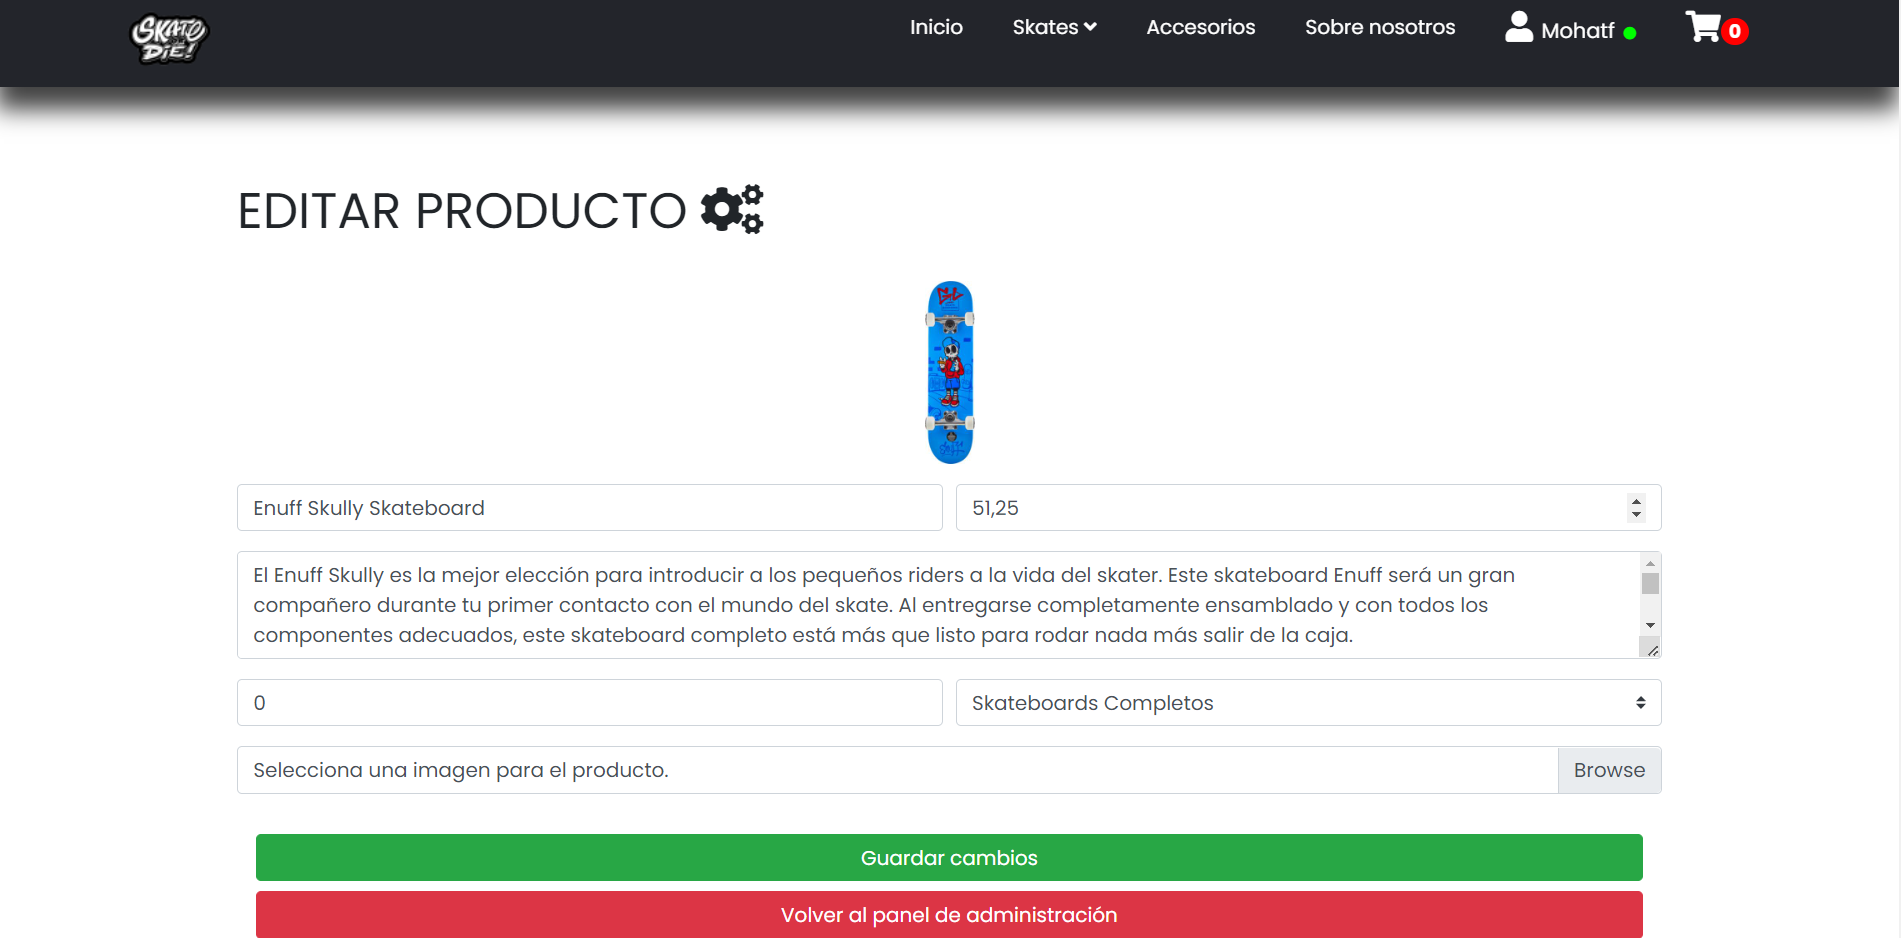 SKATE OR DIE!
Inicio
Skates
Accesorios
Sobre nosotros
Mohatf
0
EDITAR PRODUCTO
Enuff Skully Skateboard
51,25
El Enuff Skully es la mejor elección para introducir a los pequeños riders a la vida del skater. Este skateboard Enuff será un gran
compañero durante tu primer contacto con el mundo del skate. Al entregarse completamente ensamblado y con todos los
componentes adecuados, este skateboard completo está más que listo para rodar nada más salir de la caja.
0
Skateboards Completos
Selecciona una imagen para el producto.
Browse
Guardar cambios
Volver al panel de administración